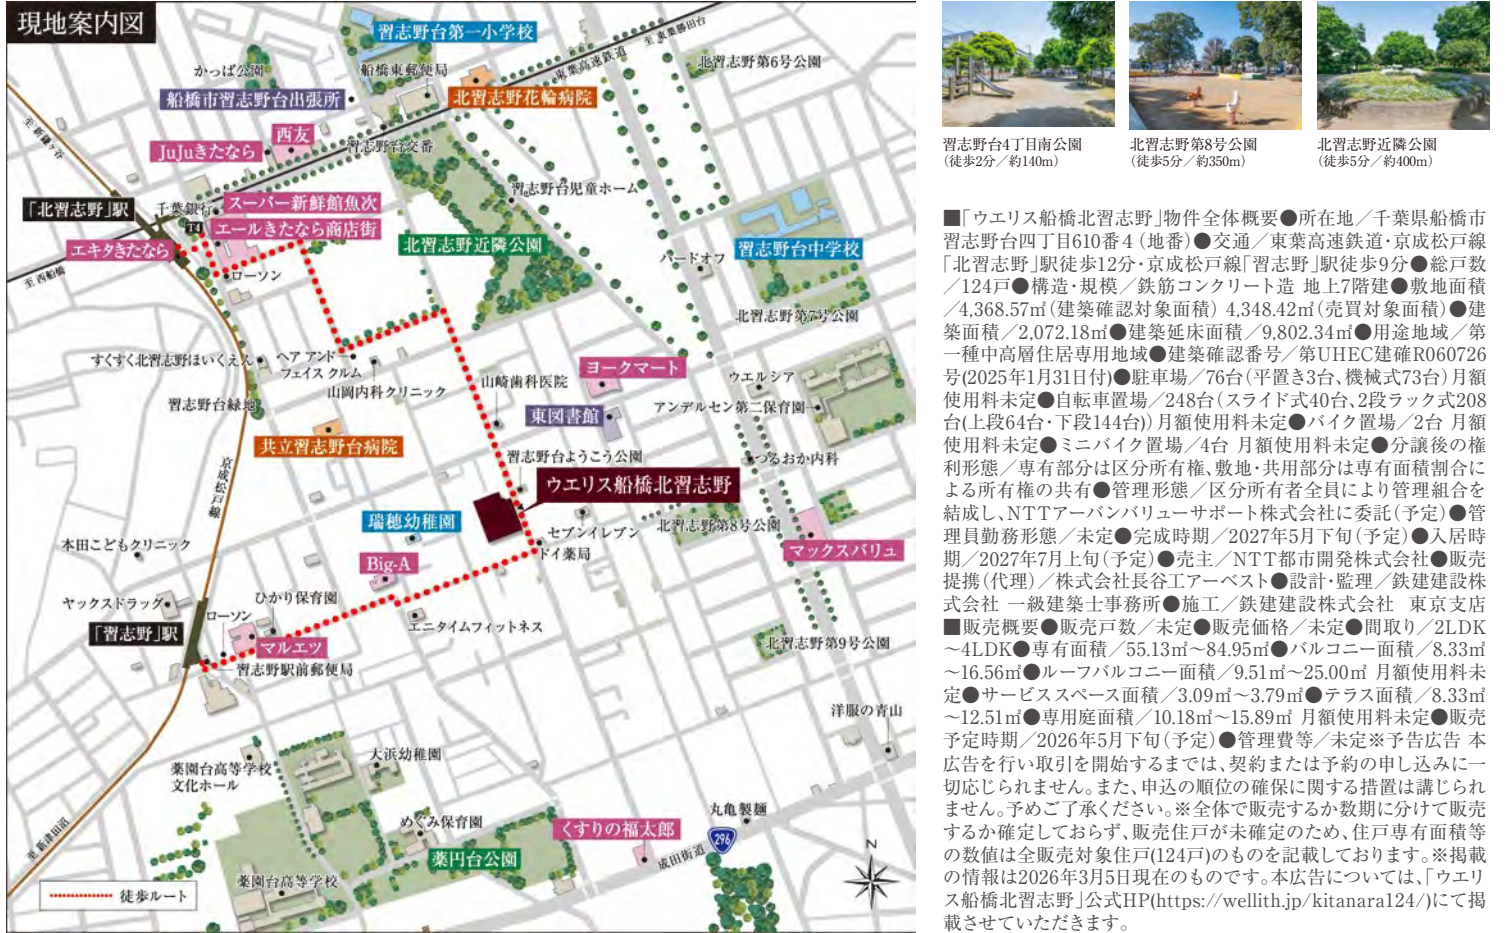 現地案内図
習志野台第一小学校
至 東葉勝田台
東葉高速鉄道
かっぱ公園
船橋東郵便局
北習志野第6号公園
船橋市習志野台出張所
北習志野花輪病院
至 新鎌ヶ谷
西友
JuJuきたなら
習志野台交番
習志野台児童ホーム
「北習志野」駅
千葉銀行
T4
スーパー新鮮館魚次
エールきたなら商店街
エキタきたなら
北習志野近隣公園
習志野台中学校
ハードオフ
至 西船橋
ローソン
北習志野第7号公園
すくすく北習志野ほいくえん
ヘア アンド
フェイス クルム
山岡内科クリニック
山崎歯科医院
ヨークマート
ウエルシア
習志野台緑地
東図書館
アンデルセン第二保育園
共立習志野台病院
習志野台ようこう公園
つるおか内科
京成松戸線
ウエリス船橋北習志野
瑞穂幼稚園
セブンイレブン
北習志野第8号公園
本田こどもクリニック
ドイ薬局
マックスバリュ
Big-A
ヤックスドラッグ
ローソン
ひかり保育園
エニタイムフィットネス
「習志野」駅
マルエツ
習志野駅前郵便局
北習志野第9号公園
洋服の青山
薬園台高等学校
文化ホール
大浜幼稚園
丸亀製麺
めぐみ保育園
くすりの福太郎
296
至 新津田沼
薬円台公園
成田街道
N
薬園台高等学校
徒歩ルート
習志野台4丁目南公園
(徒歩2分／約140m)
北習志野第8号公園
(徒歩5分／約350m)
北習志野近隣公園
(徒歩5分／約400m)
■「ウエリス船橋北習志野」物件全体概要●所在地／千葉県船橋市
習志野台四丁目610番4（地番）●交通／東葉高速鉄道・京成松戸線
「北習志野」駅徒歩12分・京成松戸線「習志野」駅徒歩9分●総戸数
／124戸●構造・規模／鉄筋コンクリート造 地上7階建●敷地面積
／4,368.57㎡(建築確認対象面積) 4,348.42㎡(売買対象面積)●建
築面積／2,072.18㎡●建築延床面積／9,802.34㎡●用途地域／第
一種中高層住居専用地域●建築確認番号／第UHEC建確R060726
号(2025年1月31日付)●駐車場／76台(平置き3台、機械式73台)月額
使用料未定●自転車置場／248台(スライド式40台、2段ラック式208
台(上段64台・下段144台))月額使用料未定●バイク置場／2台 月額
使用料未定●ミニバイク置場／4台 月額使用料未定●分譲後の権
利形態／専有部分は区分所有権、敷地・共用部分は専有面積割合に
よる所有権の共有●管理形態／区分所有者全員により管理組合を
結成し、NTTアーバンバリューサポート株式会社に委託(予定)●管
理員勤務形態／未定●完成時期／2027年5月下旬(予定)●入居時
期／2027年7月上旬(予定)●売主／NTT都市開発株式会社●販売
提携(代理)／株式会社長谷工アーベスト●設計・監理／鉄建建設株
式会社 一級建築士事務所●施工／鉄建建設株式会社 東京支店
■販売概要●販売戸数／未定●販売価格／未定●間取り／2LDK
～4LDK●専有面積／55.13㎡～84.95㎡●バルコニー面積／8.33㎡
～16.56㎡●ルーフバルコニー面積／9.51㎡～25.00㎡ 月額使用料未
定●サービススペース面積／3.09㎡～3.79㎡●テラス面積／8.33㎡
～12.51㎡●専用庭面積／10.18㎡～15.89㎡ 月額使用料未定●販売
予定時期／2026年5月下旬(予定)●管理費等／未定※予告広告 本
広告を行い取引を開始するまでは、契約または予約の申し込みに一
切応じられません。また、申込の順位の確保に関する措置は講じられ
ません。予めご了承ください。※全体で販売するか数期に分けて販売
するか確定しておらず、販売住戸が未確定のため、住戸専有面積等
の数値は全販売対象住戸(124戸)のものを記載しております。※掲載
の情報は2026年3月5日現在のものです。本広告については、「ウエリ
ス船橋北習志野」公式HP(https://wellith.jp/kitanara124/)にて掲
載させていただきます。